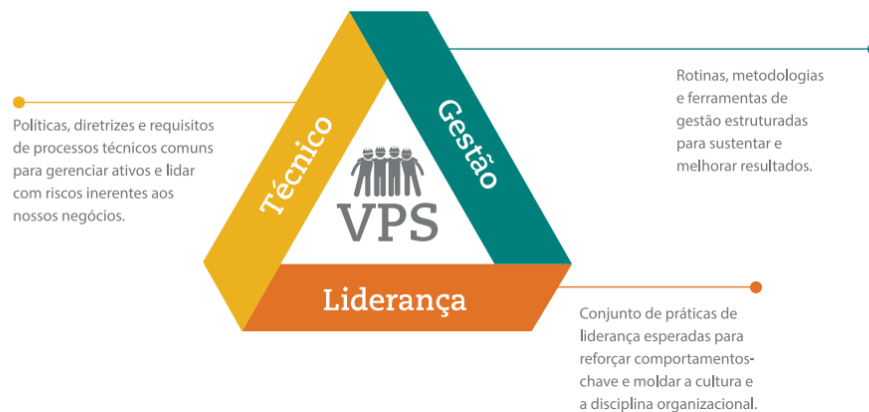 Técnico
Políticas, diretrizes e requisitos
de processos técnicos comuns
para gerenciar ativos e lidar
com riscos inerentes aos
nossos negócios.
Gestão
Rotinas, metodologias
e ferramentas de
gestão estruturadas
para sustentar e
melhorar resultados.
VPS
Liderança
Conjunto de práticas de
liderança esperadas para
reforçar comportamentos-
chave e moldar a cultura e
a disciplina organizacional.